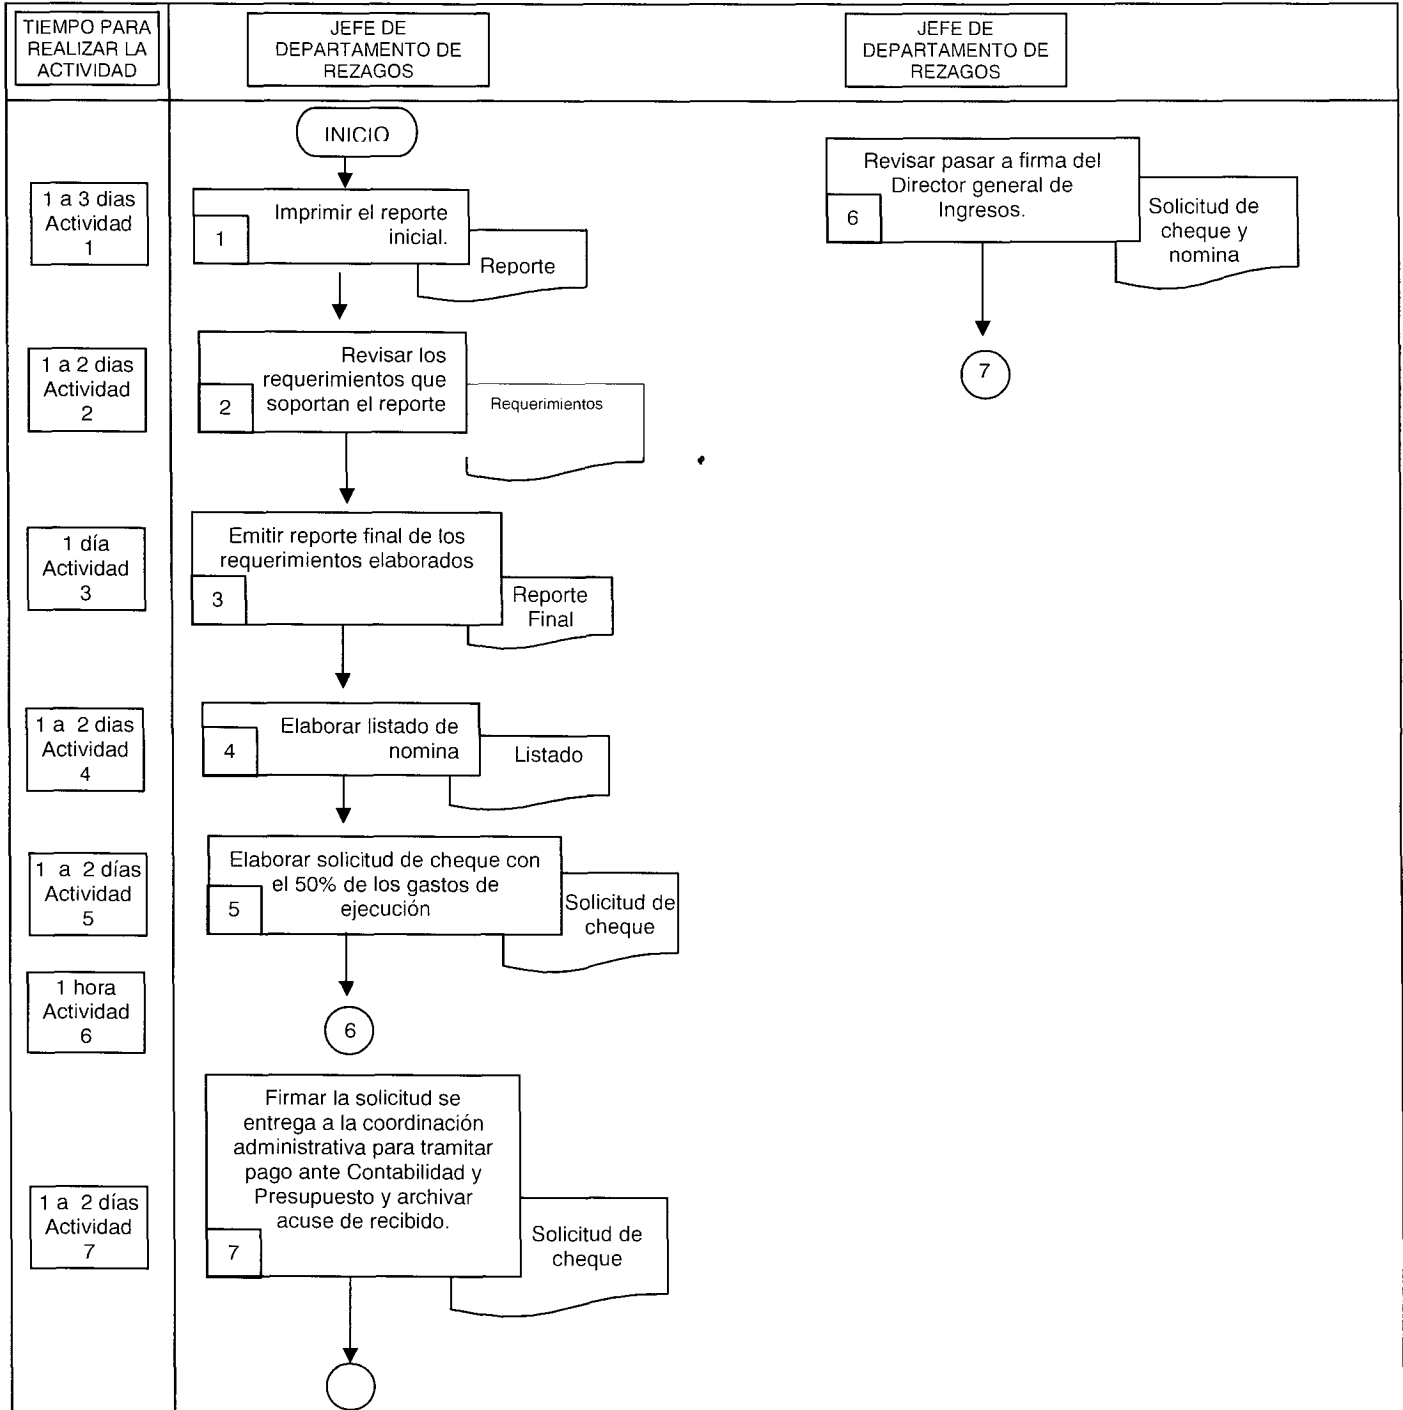 TIEMPO PARA
REALIZAR LA
ACTIVIDAD
JEFE DE
DEPARTAMENTO DE
REZAGOS
JEFE DE
DEPARTAMENTO DE
REZAGOS
INICIO
1 a 3 dias
Actividad
1
Imprimir el reporte
inicial.
1
Reporte
Revisar pasar a firma del
Director general de
Ingresos.
6
Solicitud de
cheque y
nomina
7
1 a 2 dias
Actividad
2
Revisar los
requerimientos que
soportan el reporte
2
Requerimientos
1 día
Actividad
3
Emitir reporte final de los
requerimientos elaborados
3
Reporte
Final
1 a 2 dias
Actividad
4
Elaborar listado de
nomina
4
Listado
1 a 2 días
Actividad
5
Elaborar solicitud de cheque con
el 50% de los gastos de
ejecución
5
Solicitud de
cheque
1 hora
Actividad
6
6
1 a 2 días
Actividad
7
Firmar la solicitud se
entrega a la coordinación
administrativa para tramitar
pago ante Contabilidad y
Presupuesto y archivar
acuse de recibido.
7
Solicitud de
cheque